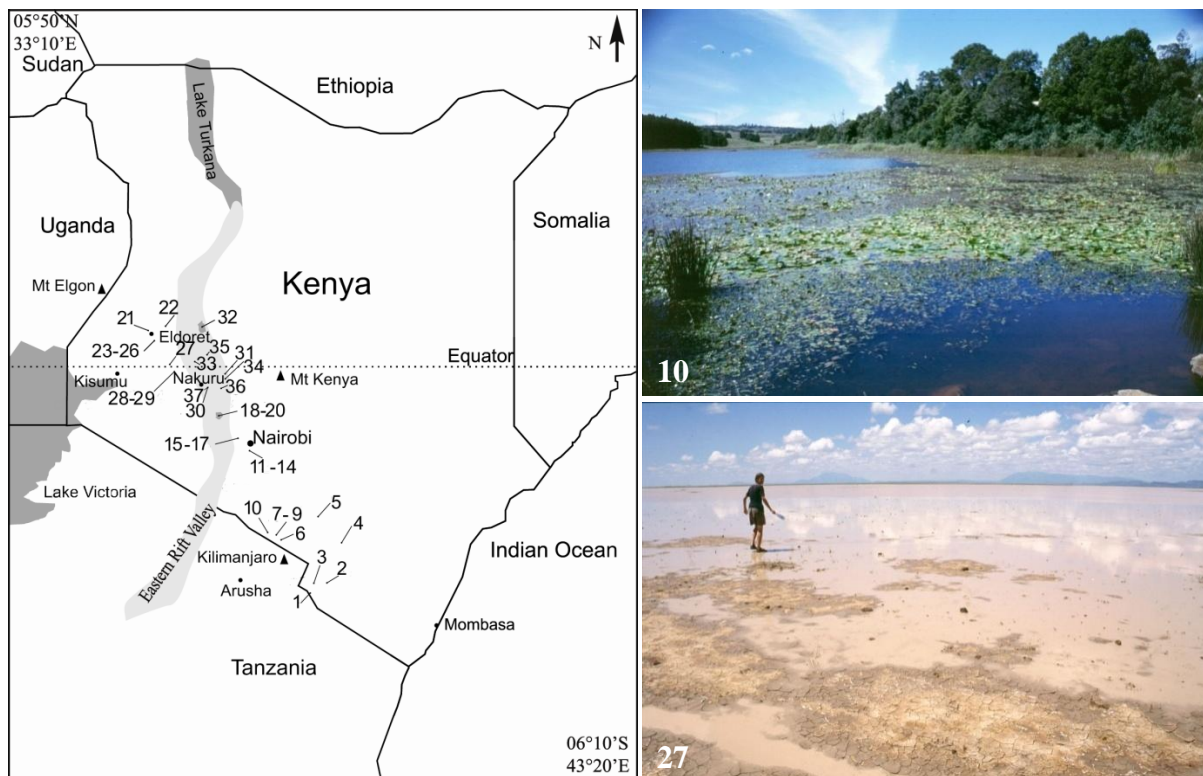 05°50'N
33°10'E
Sudan
N
Ethiopia
Lake Turkana
Uganda
Somalia
Mt Elgon
Kenya
22
21
32
Eldoret
23-26
27
35
31
33
34
Equator
Kisumu
Nakuru
Mt Kenya
28-29
37
36
30
18-20
15-17
Nairobi
11-14
Lake Victoria
5
10
7-9
4
6
Indian Ocean
Eastern Rift Valley
Kilimanjaro
3
2
Arusha
1
Mombasa
Tanzania
06°10'S
43°20'E
10
27